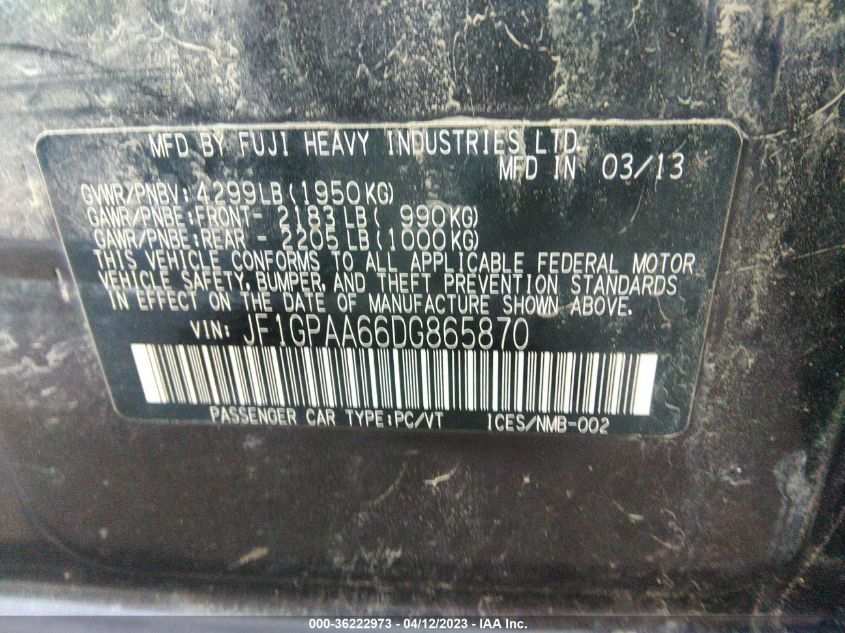 MFD BY FUJI HEAVY INDUSTRIES LTD.
MFD IN 03/13
GVWR/PNBV: 4299LB(1950KG)
GAWR/PNBE:FRONT- 2183LB( 990KG)
GAWR/PNBE:REAR - 2205LB(1000KG)
THIS VEHICLE CONFORMS TO ALL APPLICABLE FEDERAL MOTOR
VEHICLE SAFETY, BUMPER, AND THEFT PREVENTION STANDARDS
IN EFFECT ON THE DATE OF MANUFACTURE SHOWN ABOVE.
VIN: JF1GPAA66DG865870
PASSENGER CAR TYPE:PC/VT ICES/NMB-002
000-36222973 - 04/12/2023 - IAA Inc.